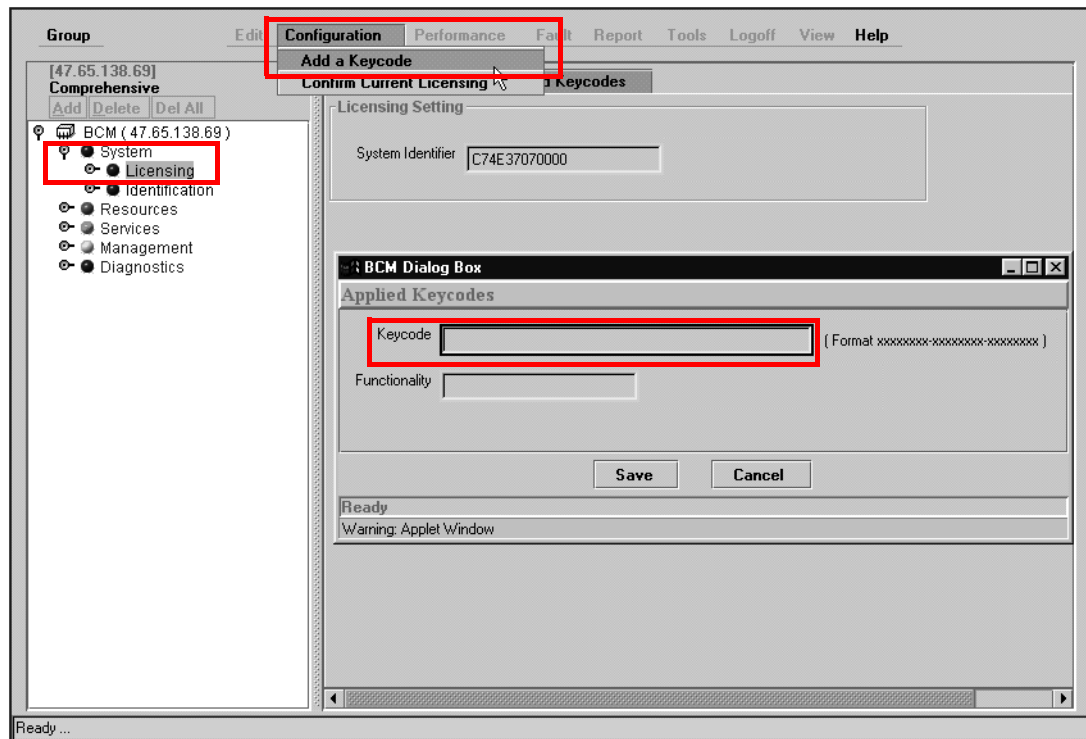 Group Edit Configuration Performance Fault Report Tools Logoff View Help
Add a Keycode
Confirm Current Licensing
[47.65.138.69]
Comprehensive
Add Delete Del All
BCM ( 47.65.138.69 )
System
Licensing
Identification
Resources
Services
Management
Diagnostics
Keycodes
Licensing Setting
System Identifier C74E37070000
BCM Dialog Box
Applied Keycodes
Keycode ( Format xxxxxxxx-xxxxxxxx-xxxxxxxx )
Functionality
Save Cancel
Ready
Warning: Applet Window
Ready ...